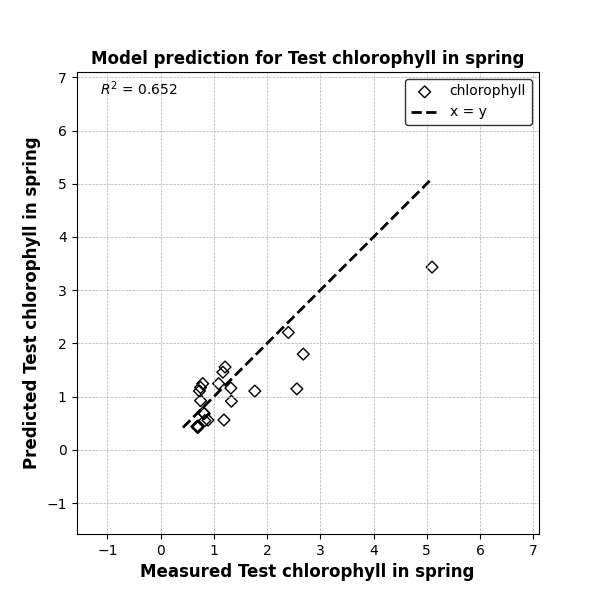 Model prediction for Test chlorophyll in spring
R² = 0.652
chlorophyll
x = y
7
6
5
4
3
2
1
0
−1
−1 0 1 2 3 4 5 6 7
Predicted Test chlorophyll in spring
Measured Test chlorophyll in spring